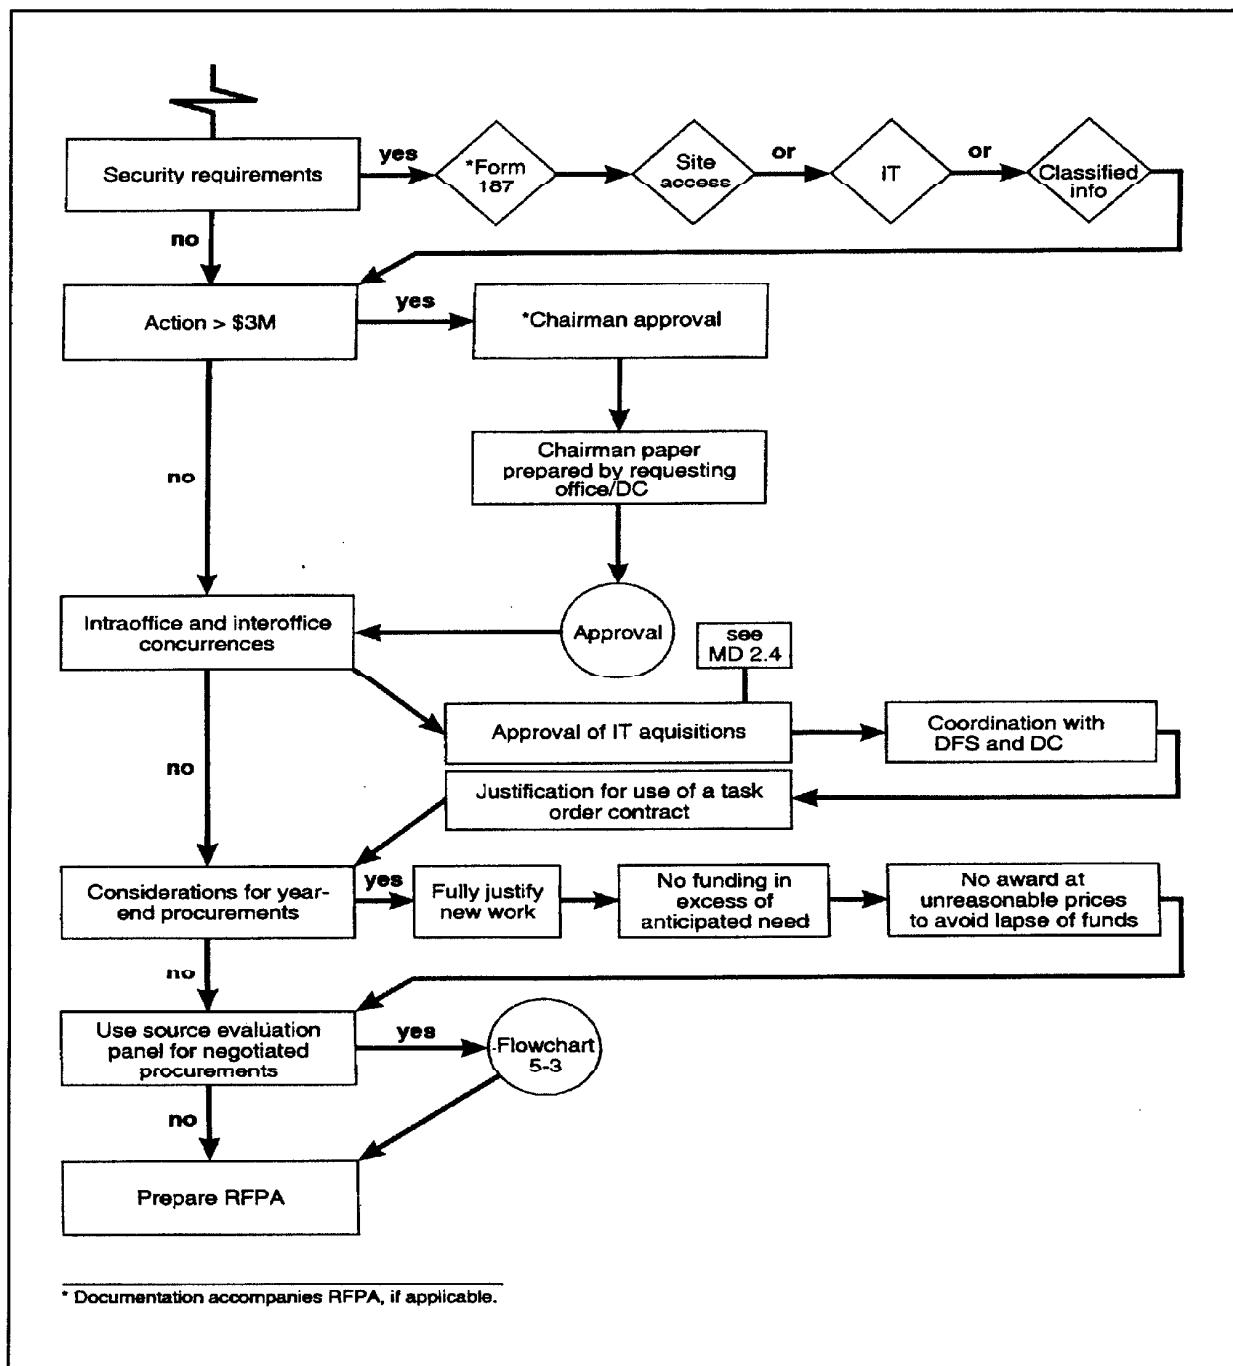 Security requirements
yes
*Form
187
Site
access
or
IT
or
Classified
info
no
Action > $3M
yes
*Chairman approval
no
Chairman paper
prepared by requesting
office/DC
Intraoffice and interoffice
concurrences
Approval
see
MD 2.4
Approval of IT aquisitions
Coordination with
DFS and DC
no
Justification for use of a task
order contract
Considerations for year-
end procurements
yes
Fully justify
new work
No funding in
excess of
anticipated need
No award at
unreasonable prices
to avoid lapse of funds
no
Use source evaluation
panel for negotiated
procurements
yes
Flowchart
5-3
no
Prepare RFPA
* Documentation accompanies RFPA, if applicable.